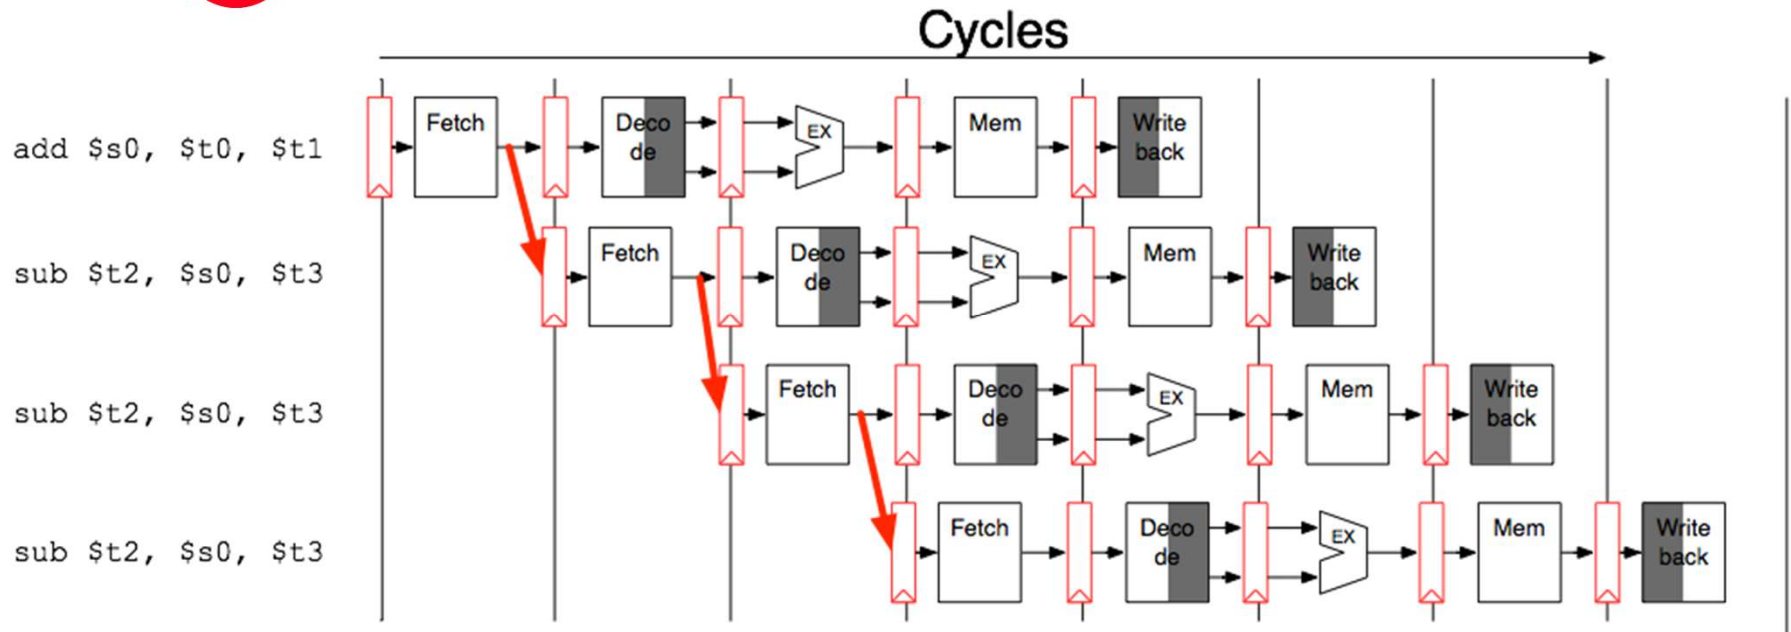 Cycles
add $s0, $t0, $t1
Fetch
Deco
de
EX
Mem
Write
back
sub $t2, $s0, $t3
Fetch
Deco
de
EX
Mem
Write
back
sub $t2, $s0, $t3
Fetch
Deco
de
EX
Mem
Write
back
sub $t2, $s0, $t3
Fetch
Deco
de
EX
Mem
Write
back